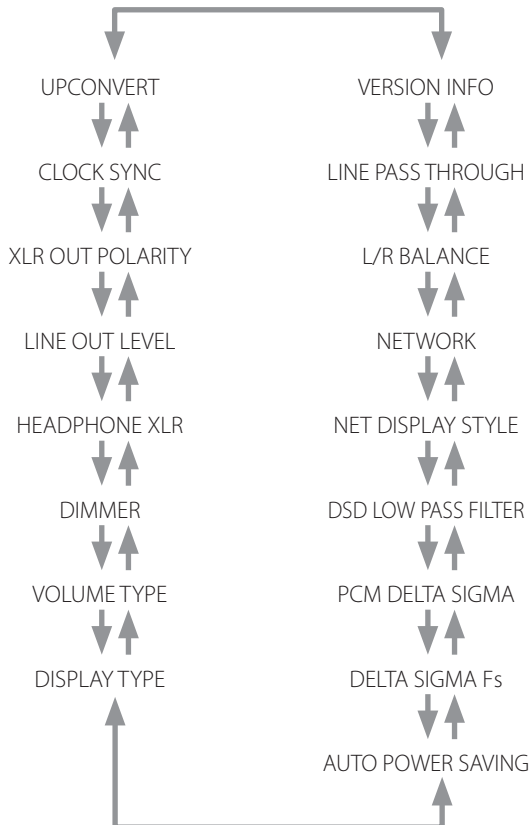 UPCONVERT
CLOCK SYNC
XLR OUT POLARITY
LINE OUT LEVEL
HEADPHONE XLR
DIMMER
VOLUME TYPE
DISPLAY TYPE
VERSION INFO
LINE PASS THROUGH
L/R BALANCE
NETWORK
NET DISPLAY STYLE
DSD LOW PASS FILTER
PCM DELTA SIGMA
DELTA SIGMA Fs
AUTO POWER SAVING